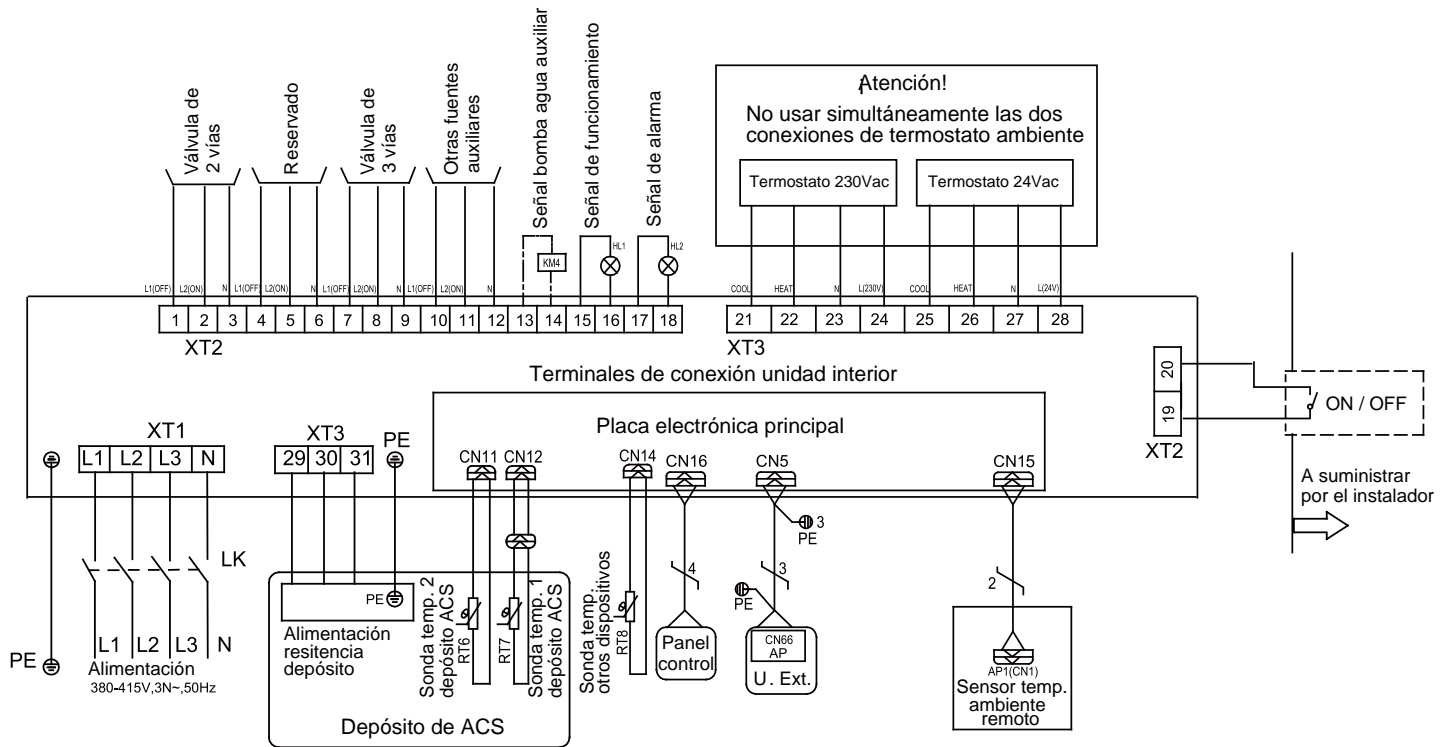 Válvula de
2 vías
Reservado
Válvula de
3 vías
Otras fuentes
auxiliares
Señal bomba agua auxiliar
Señal de funcionamiento
Señal de alarma
¡Atención!
No usar simultáneamente las dos
conexiones de termostato ambiente
Termostato 230Vac
Termostato 24Vac
KM4
HL1
HL2
L1(OFF) L2(ON) N L1(OFF) L2(ON) N L1(OFF) L2(ON) N L1(OFF) L2(ON) N
COOL HEAT N L(230V) COOL HEAT N L(24V)
1 2 3 4 5 6 7 8 9 10 11 12 13 14 15 16 17 18
21 22 23 24 25 26 27 28
XT2
XT3
20
19
XT2
ON / OFF
A suministrar
por el instalador
Terminales de conexión unidad interior
Placa electrónica principal
XT1
L1 L2 L3 N
XT3
29 30 31
PE
CN11
CN12
CN14
CN16
CN5
CN15
3
PE
LK
4
3
2
PE
PE
L1 L2 L3 N
PE
Alimentación
380-415V,3N~,50Hz
Alimentación
resitencia
depósito
Sonda temp. 2
depósito ACS
RT6
RT7
Sonda temp. 1
depósito ACS
Depósito de ACS
Sonda temp.
otros dispositivos
RT8
Panel
control
CN66
AP
U. Ext.
AP1(CN1)
Sensor temp.
ambiente
remoto